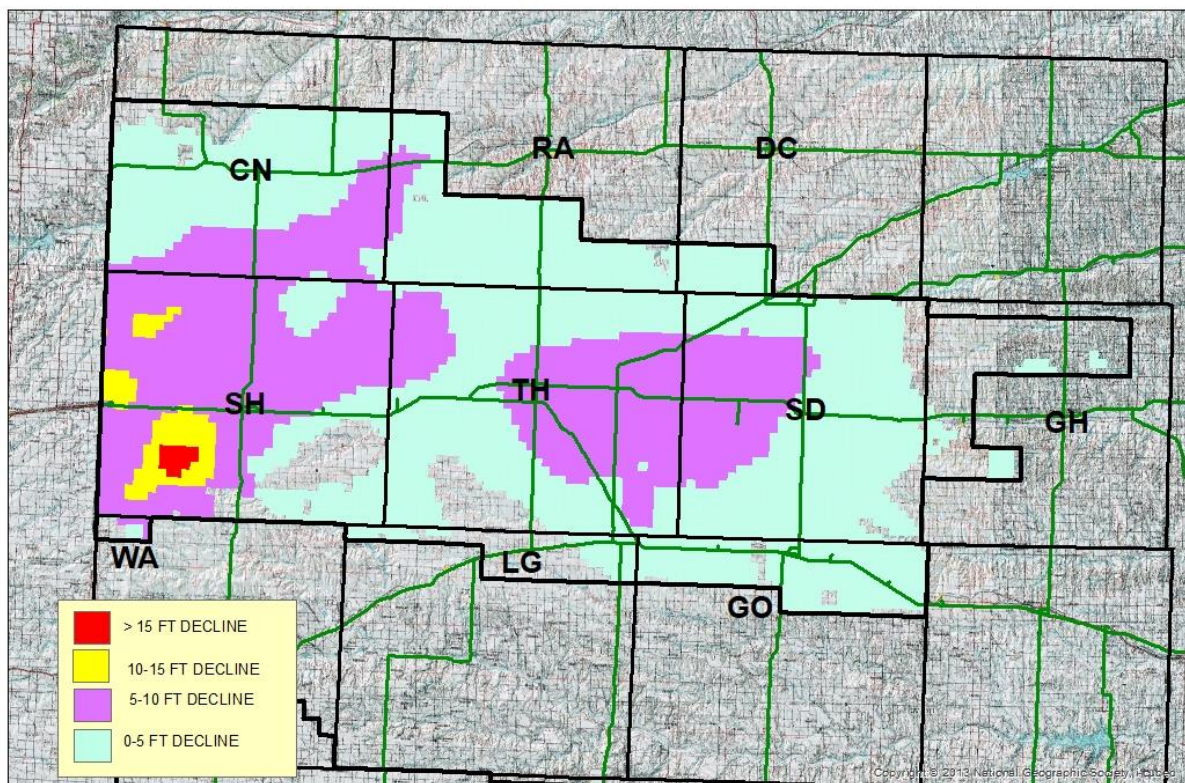 CN
RA
DC
SH
TH
SD
GH
WA
LG
GO
> 15 FT DECLINE
10-15 FT DECLINE
5-10 FT DECLINE
0-5 FT DECLINE
Copyright © 2013 National Geographic Society, i-cubed